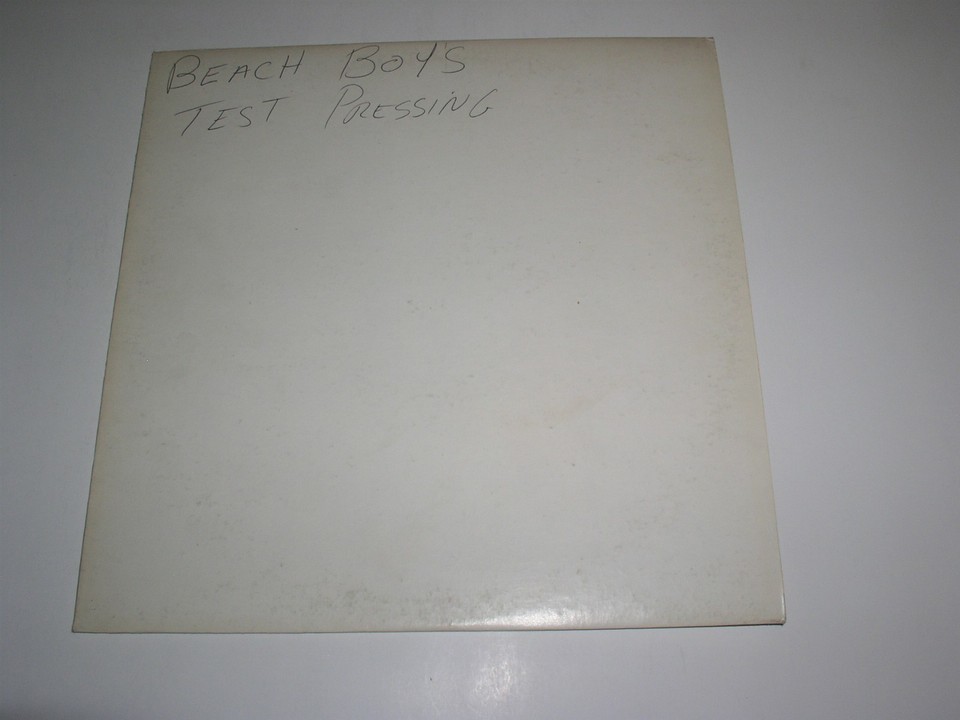 BEACH BOY'S
TEST PRESSING